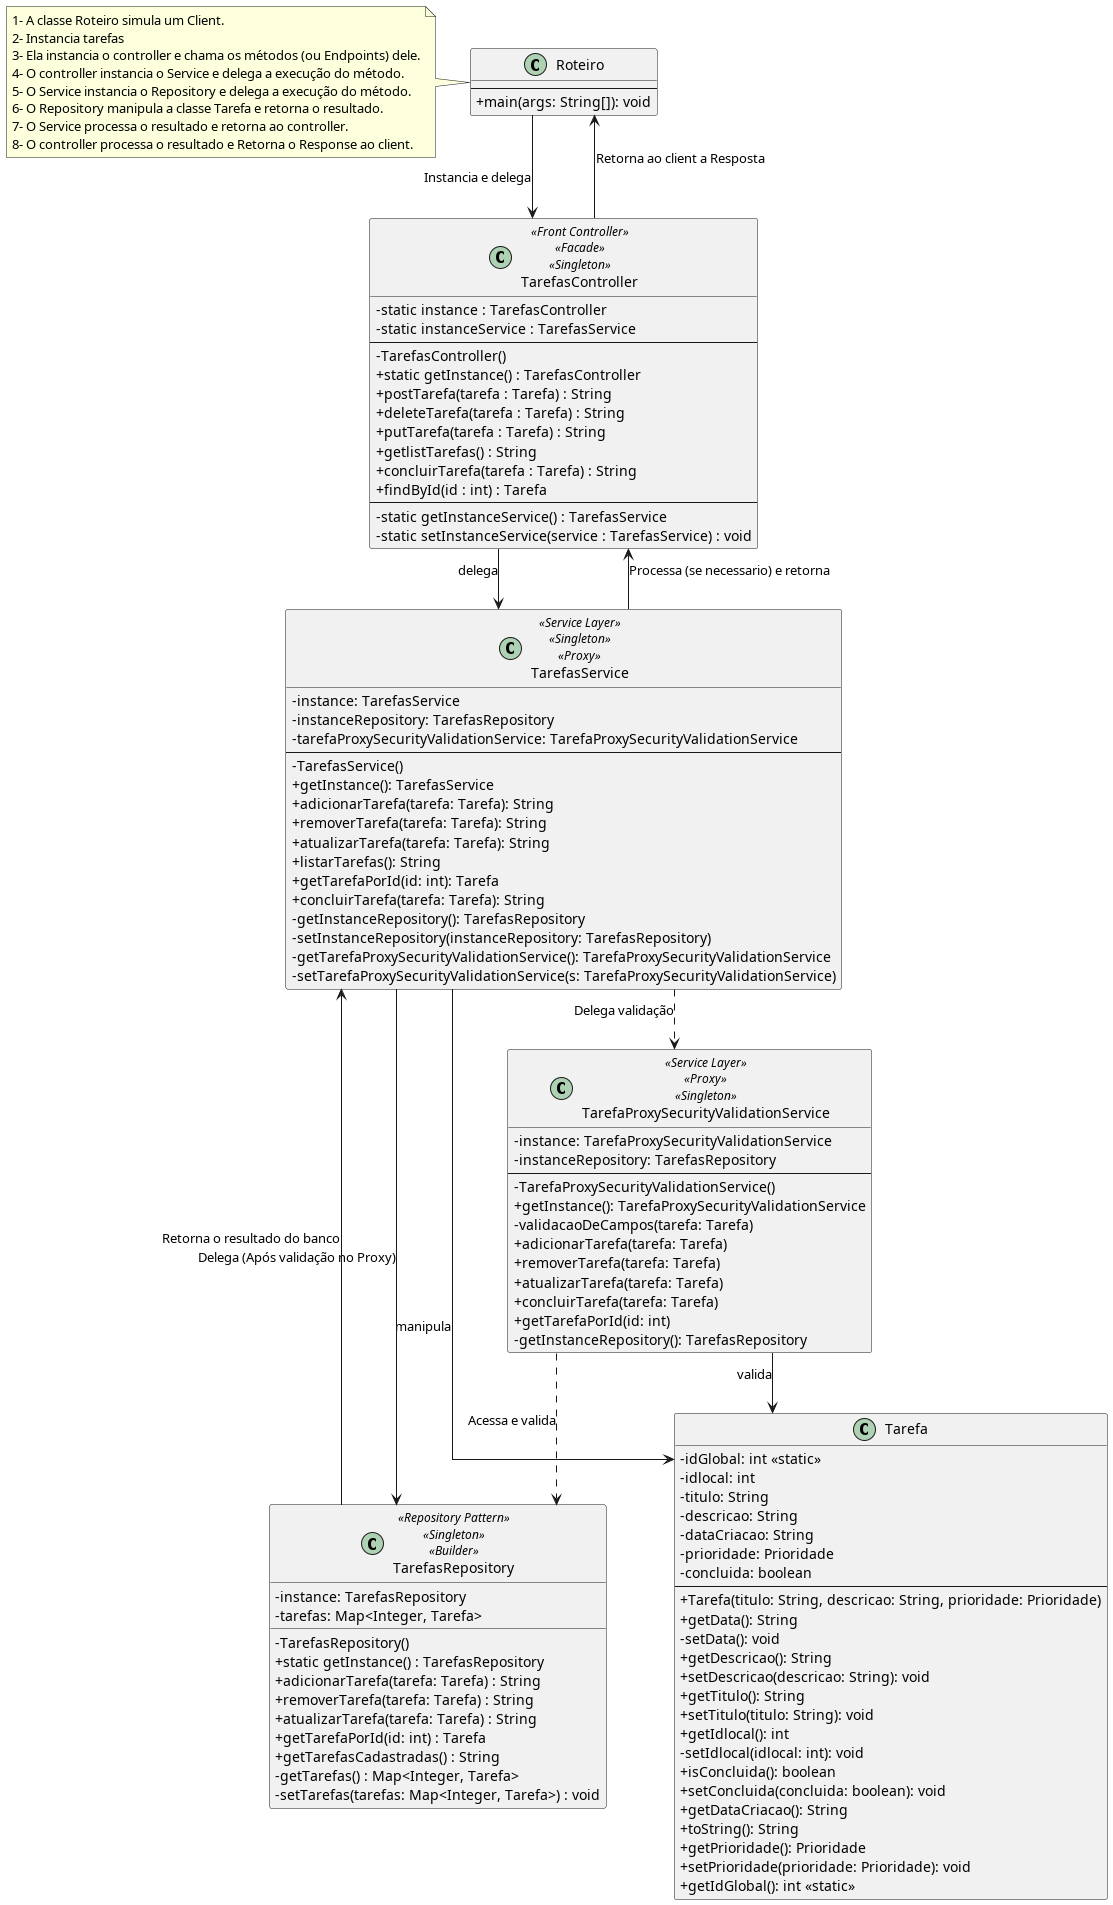 1- A classe Roteiro simula um Client.
2- Instancia tarefas
3- Ela instancia o controller e chama os métodos (ou Endpoints) dele.
4- O controller instancia o Service e delega a execução do método.
5- O Service instancia o Repository e delega a execução do método.
6- O Repository manipula a classe Tarefa e retorna o resultado.
7- O Service processa o resultado e retorna ao controller.
8- O controller processa o resultado e Retorna o Response ao client.
C Roteiro
+main(args: String[]): void
Instancia e delega
Retorna ao client a Resposta
«Front Controller»
«Facade»
«Singleton»
C TarefasController
-static instance : TarefasController
-static instanceService : TarefasService
-TarefasController()
+static getInstance() : TarefasController
+postTarefa(tarefa : Tarefa) : String
+deleteTarefa(tarefa : Tarefa) : String
+putTarefa(tarefa : Tarefa) : String
+getlistTarefas() : String
+concluirTarefa(tarefa : Tarefa) : String
+findById(id : int) : Tarefa
-static getInstanceService() : TarefasService
-static setInstanceService(service : TarefasService) : void
delega
Processa (se necessario) e retorna
«Service Layer»
«Singleton»
«Proxy»
C TarefasService
-instance: TarefasService
-instanceRepository: TarefasRepository
-tarefaProxySecurityValidationService: TarefaProxySecurityValidationService
-TarefasService()
+getInstance(): TarefasService
+adicionarTarefa(tarefa: Tarefa): String
+removerTarefa(tarefa: Tarefa): String
+atualizarTarefa(tarefa: Tarefa): String
+listarTarefas(): String
+getTarefaPorId(id: int): Tarefa
+concluirTarefa(tarefa: Tarefa): String
-getInstanceRepository(): TarefasRepository
-setInstanceRepository(instanceRepository: TarefasRepository)
-getTarefaProxySecurityValidationService(): TarefaProxySecurityValidationService
-setTarefaProxySecurityValidationService(s: TarefaProxySecurityValidationService)
Delega validação
«Service Layer»
«Proxy»
«Singleton»
C TarefaProxySecurityValidationService
-instance: TarefaProxySecurityValidationService
-instanceRepository: TarefasRepository
-TarefaProxySecurityValidationService()
+getInstance(): TarefaProxySecurityValidationService
-validacaoDeCampos(tarefa: Tarefa)
+adicionarTarefa(tarefa: Tarefa)
+removerTarefa(tarefa: Tarefa)
+atualizarTarefa(tarefa: Tarefa)
+concluirTarefa(tarefa: Tarefa)
+getTarefaPorId(id: int)
-getInstanceRepository(): TarefasRepository
Retorna o resultado do banco
Delega (Após validação no Proxy)
manipula
valida
Acessa e valida
«Repository Pattern»
«Singleton»
«Builder»
C TarefasRepository
-instance: TarefasRepository
-tarefas: Map<Integer, Tarefa>
-TarefasRepository()
+static getInstance() : TarefasRepository
+adicionarTarefa(tarefa: Tarefa) : String
+removerTarefa(tarefa: Tarefa) : String
+atualizarTarefa(tarefa: Tarefa) : String
+getTarefaPorId(id: int) : Tarefa
+getTarefasCadastradas() : String
-getTarefas() : Map<Integer, Tarefa>
-setTarefas(tarefas: Map<Integer, Tarefa>) : void
C Tarefa
-idGlobal: int «static»
-idlocal: int
-titulo: String
-descricao: String
-dataCriacao: String
-prioridade: Prioridade
-concluida: boolean
+Tarefa(titulo: String, descricao: String, prioridade: Prioridade)
+getData(): String
-setData(): void
+getDescricao(): String
+setDescricao(descricao: String): void
+getTitulo(): String
+setTitulo(titulo: String): void
+getIdlocal(): int
-setIdlocal(idlocal: int): void
+isConcluida(): boolean
+setConcluida(concluida: boolean): void
+getDataCriacao(): String
+toString(): String
+getPrioridade(): Prioridade
+setPrioridade(prioridade: Prioridade): void
+getIdGlobal(): int «static»